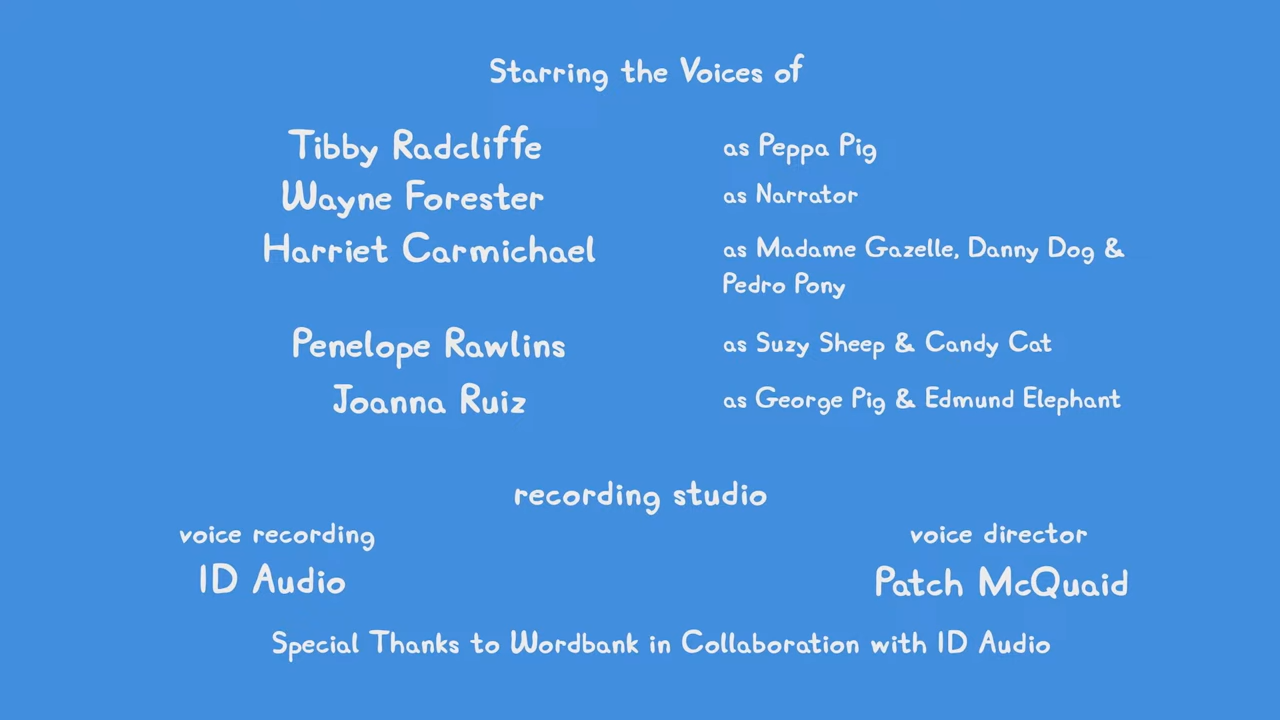 Starring the Voices of
Tibby Radcliffe as Peppa Pig
Wayne Forester as Narrator
Harriet Carmichael as Madame Gazelle, Danny Dog &
Pedro Pony
Penelope Rawlins as Suzy Sheep & Candy Cat
Joanna Ruiz as George Pig & Edmund Elephant
recording studio
voice recording voice director
ID Audio Patch McQuaid
Special Thanks to Wordbank in Collaboration with ID Audio